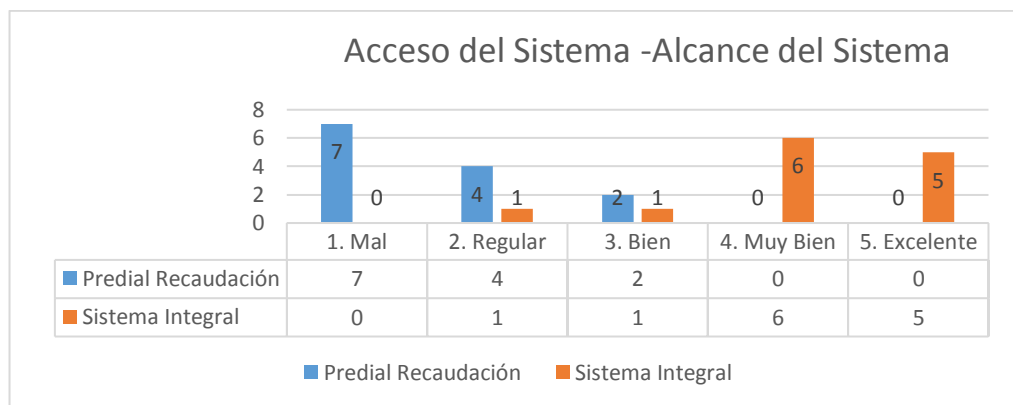 Acceso del Sistema -Alcance del Sistema
8
6
4
2
0
7 0 4 1 2 1 0 6 0 5
1. Mal 2. Regular 3. Bien 4. Muy Bien 5. Excelente
Predial Recaudación 7 4 2 0 0
Sistema Integral 0 1 1 6 5
Predial Recaudación Sistema Integral